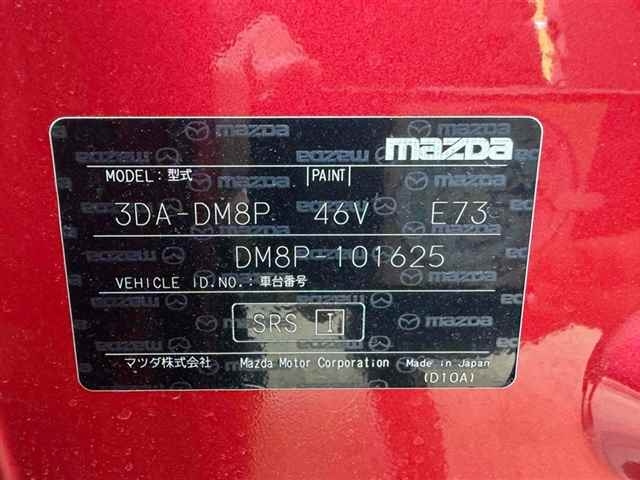 mazda
MODEL: 型式 PAINT
3DA-DM8P 46V E73
DM8P-101625
VEHICLE ID.NO.: 車台番号
SRS I
マツダ株式会社 Mazda Motor Corporation Made in Japan
(D10A)